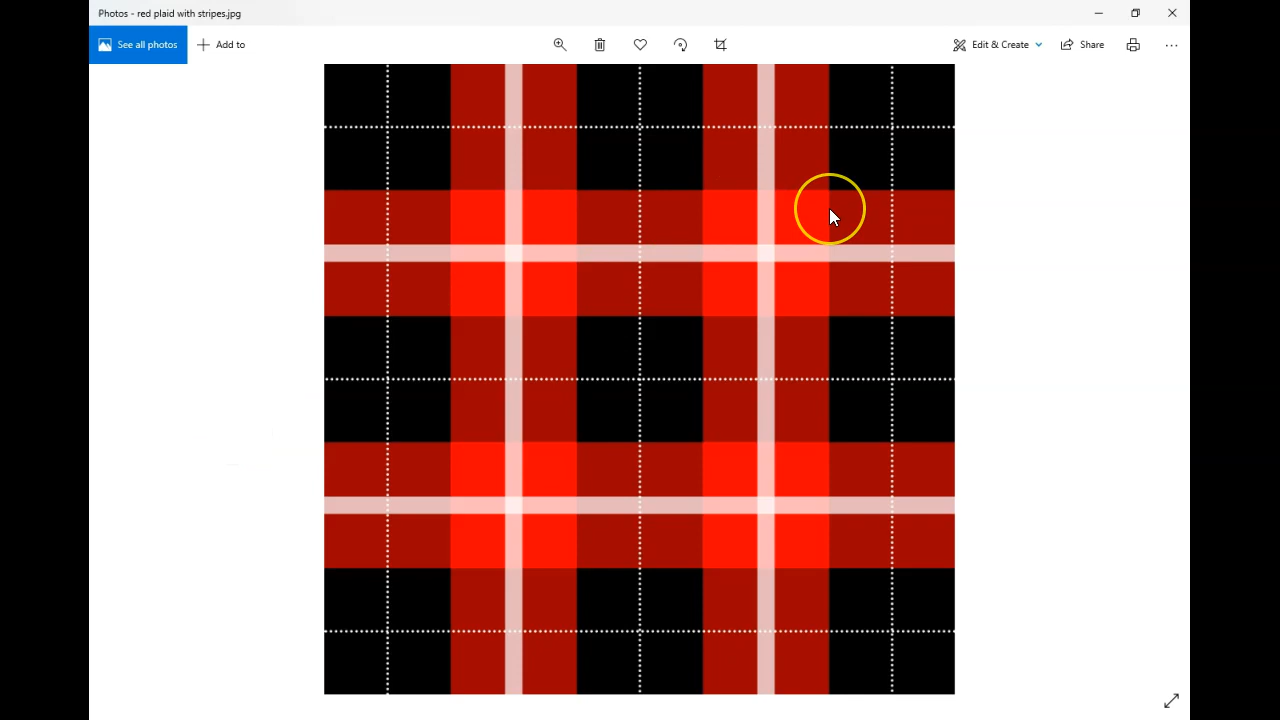 Photos - red plaid with stripes.jpg
See all photos
Add to
Edit & Create
Share